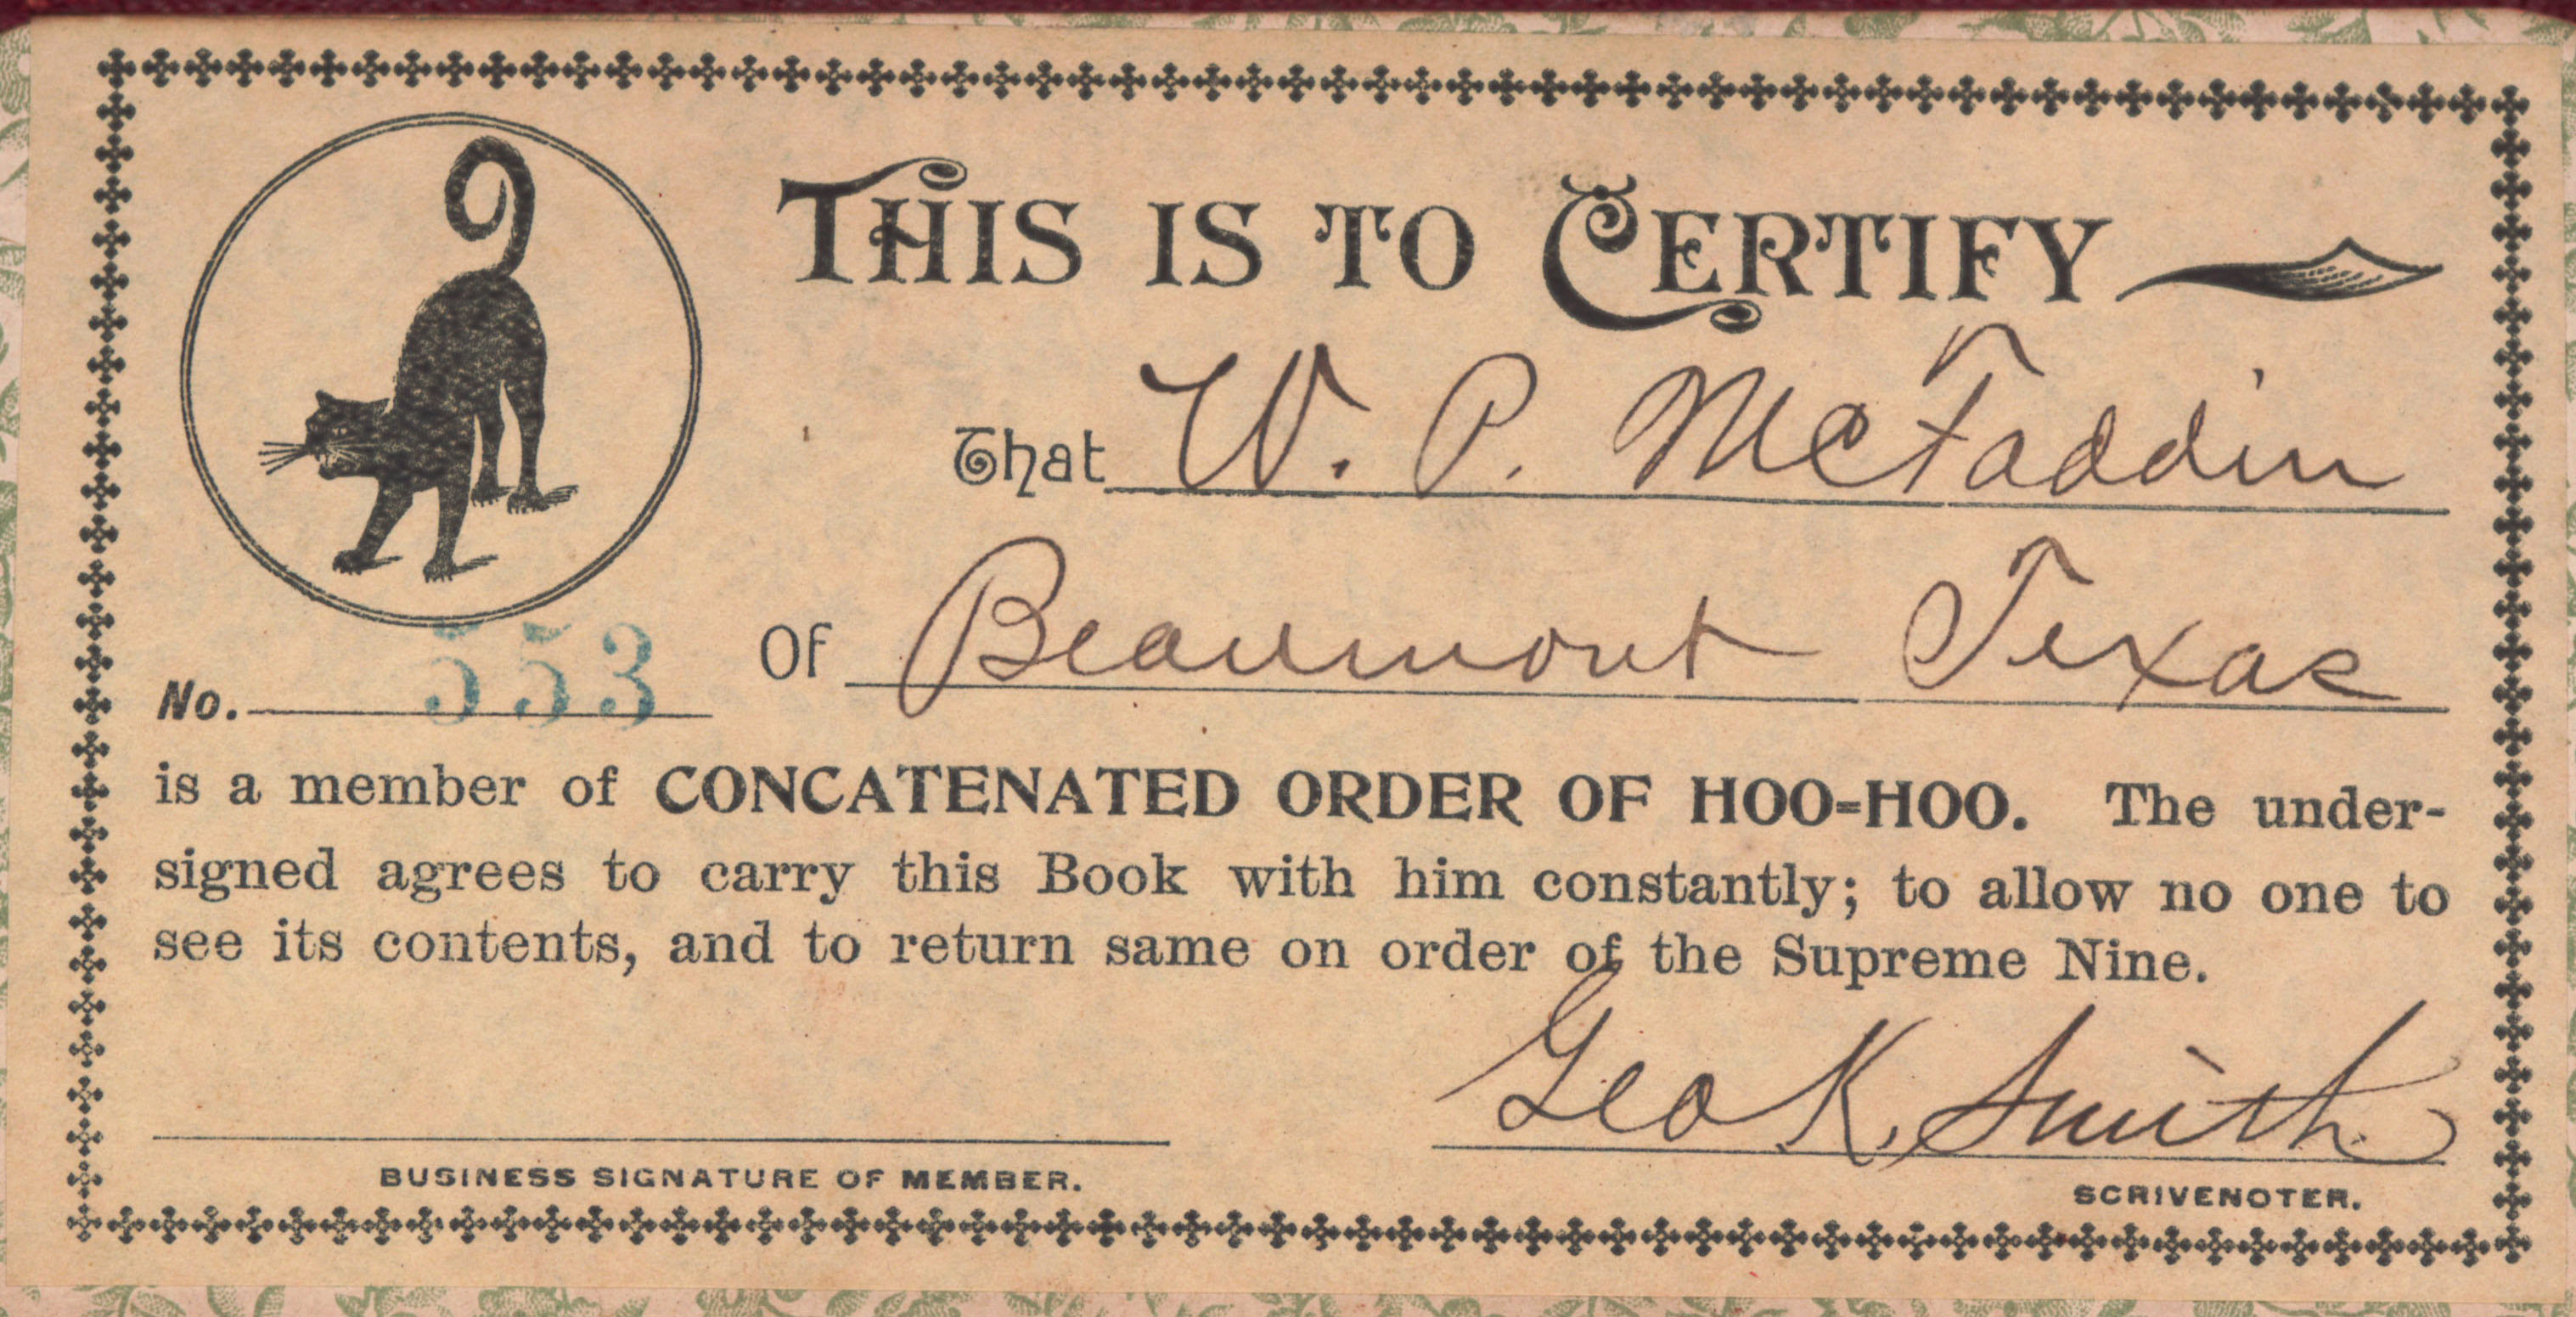 THIS IS TO CERTIFY
That W. P. McFaddin
No. 553 Of Beaumont Texas
is a member of CONCATENATED ORDER OF HOO-HOO. The under-
signed agrees to carry this Book with him constantly; to allow no one to
see its contents, and to return same on order of the Supreme Nine.
Geo K. Smith
BUSINESS SIGNATURE OF MEMBER. SCRIVENOTER.